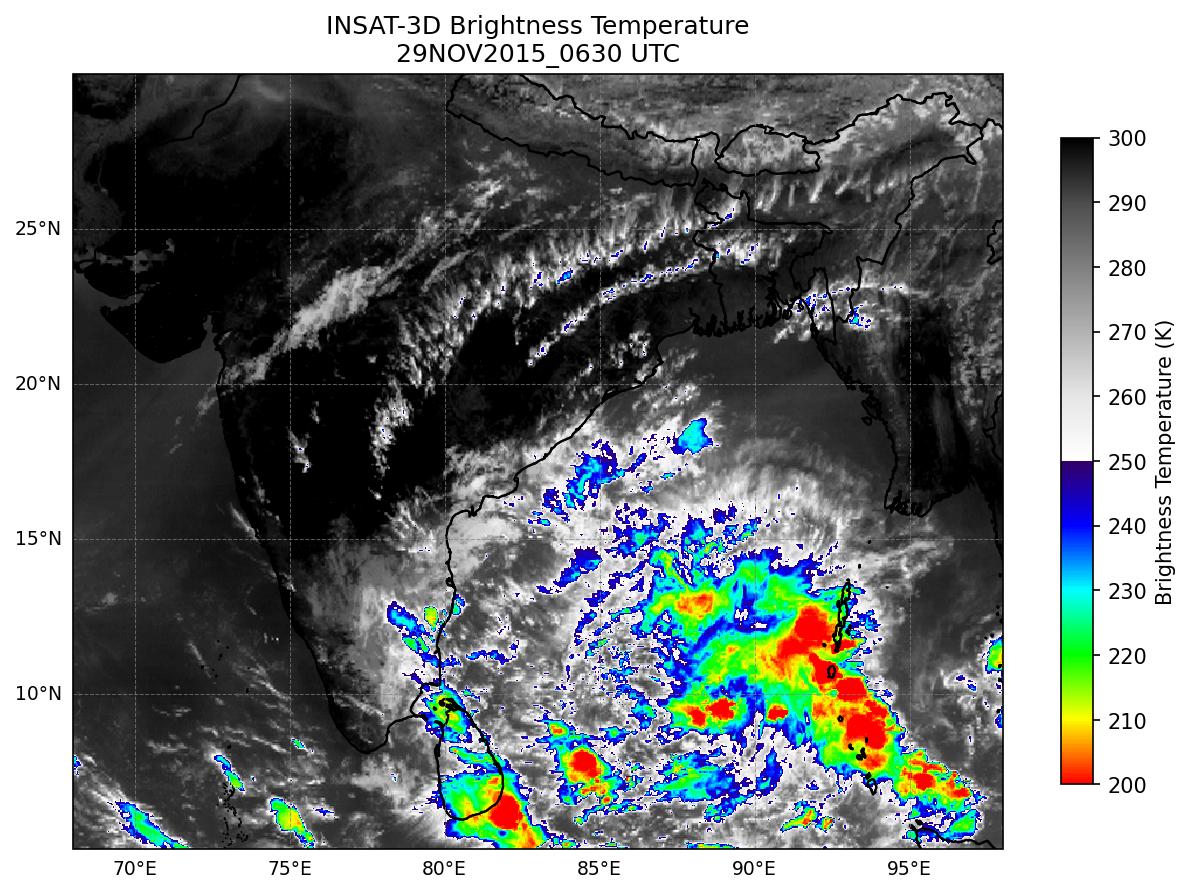 INSAT-3D Brightness Temperature
29NOV2015_0630 UTC
25°N
20°N
15°N
10°N
70°E
75°E
80°E
85°E
90°E
95°E
300
290
280
270
260
250
240
230
220
210
200
Brightness Temperature (K)